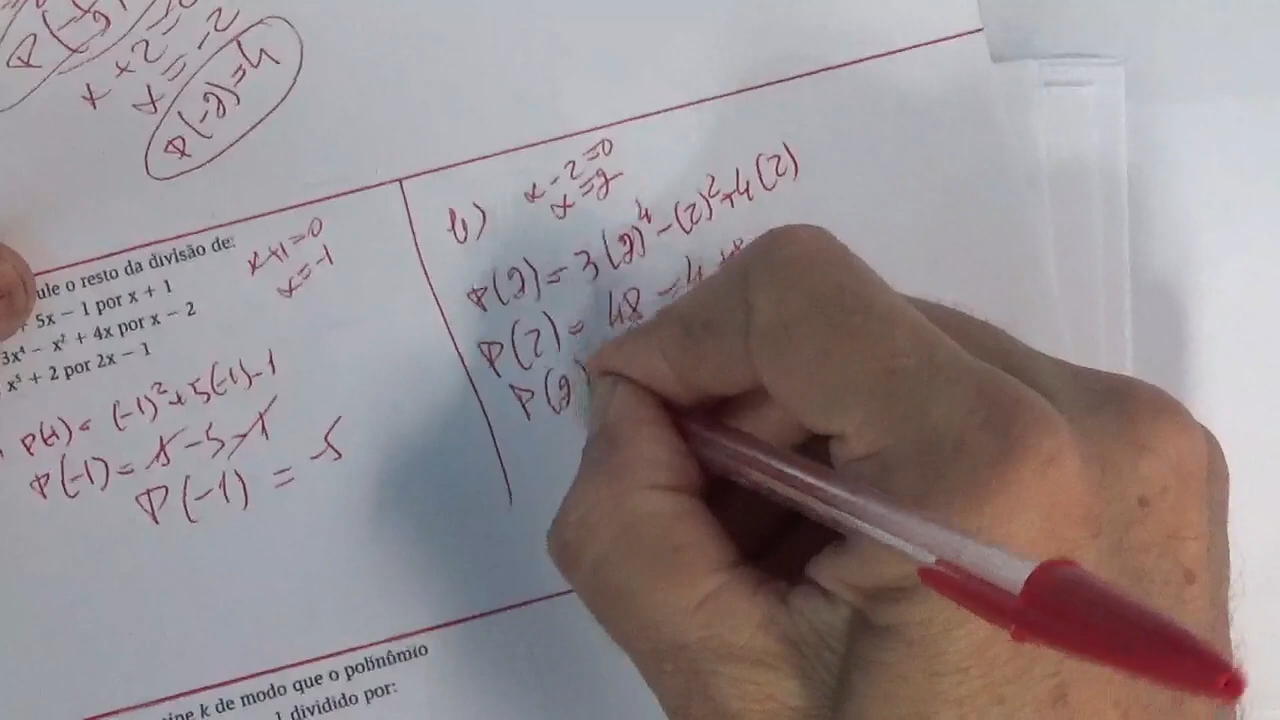 x + 2 = 0
x = -2
P(-2) = 4
ule o resto da divisão de:
+ 5x − 1 por x + 1
3x⁴ − x² + 4x por x − 2
x⁵ + 2 por 2x − 1
x+1=0
x=-1
P(-1) = (-1)²+5(-1)-1
P(-1) = 1-5-1
P(-1) = -5
b)
x-2=0
x=2
P(2) = 3(2)⁴-(2)²+4(2)
P(2) = 48 - 4 + 8
P(2)
ine k de modo que o polinômio
1 dividido por: